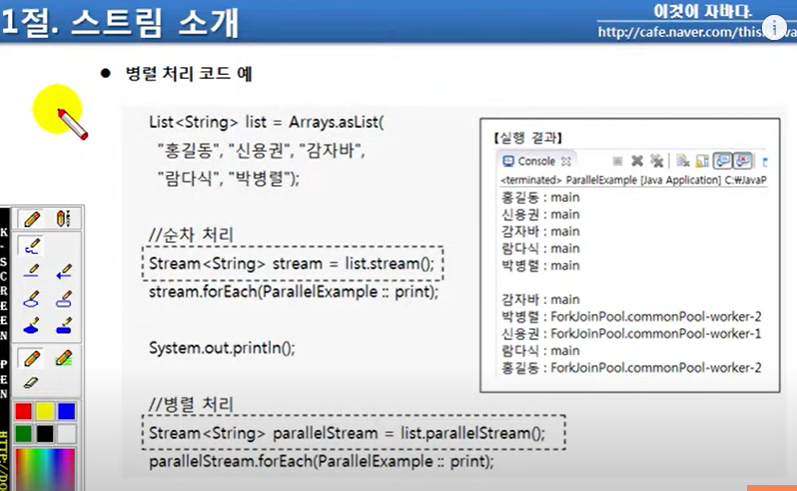 1절. 스트림 소개
이것이 자바다.
http://cafe.naver.com/this
● 병렬 처리 코드 예
List<String> list = Arrays.asList(
"홍길동", "신용권", "감자바",
"람다식", "박병렬");
//순차 처리
Stream<String> stream = list.stream();
stream.forEach(ParallelExample :: print);
System.out.println();
//병렬 처리
Stream<String> parallelStream = list.parallelStream();
parallelStream.forEach(ParallelExample :: print);
[실행 결과]
Console
<terminated> ParallelExample [Java Application] C:\JavaP
홍길동 : main
신용권 : main
감자바 : main
람다식 : main
박병렬 : main
감자바 : main
박병렬 : ForkJoinPool.commonPool-worker-2
신용권 : ForkJoinPool.commonPool-worker-1
람다식 : main
홍길동 : ForkJoinPool.commonPool-worker-2
K-SCREEN PEN